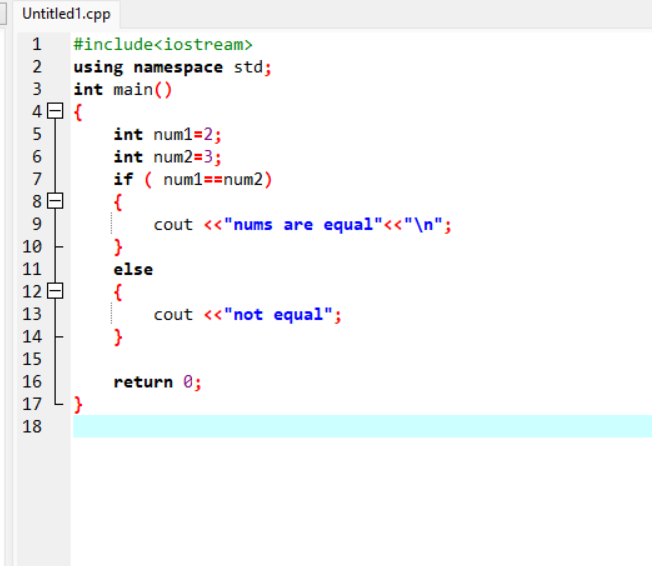 Untitled1.cpp
1 #include<iostream>
2 using namespace std;
3 int main()
4 {
5 int num1=2;
6 int num2=3;
7 if ( num1==num2)
8 {
9 cout <<"nums are equal"<<"\n";
10 }
11 else
12 {
13 cout <<"not equal";
14 }
15
16 return 0;
17 }
18